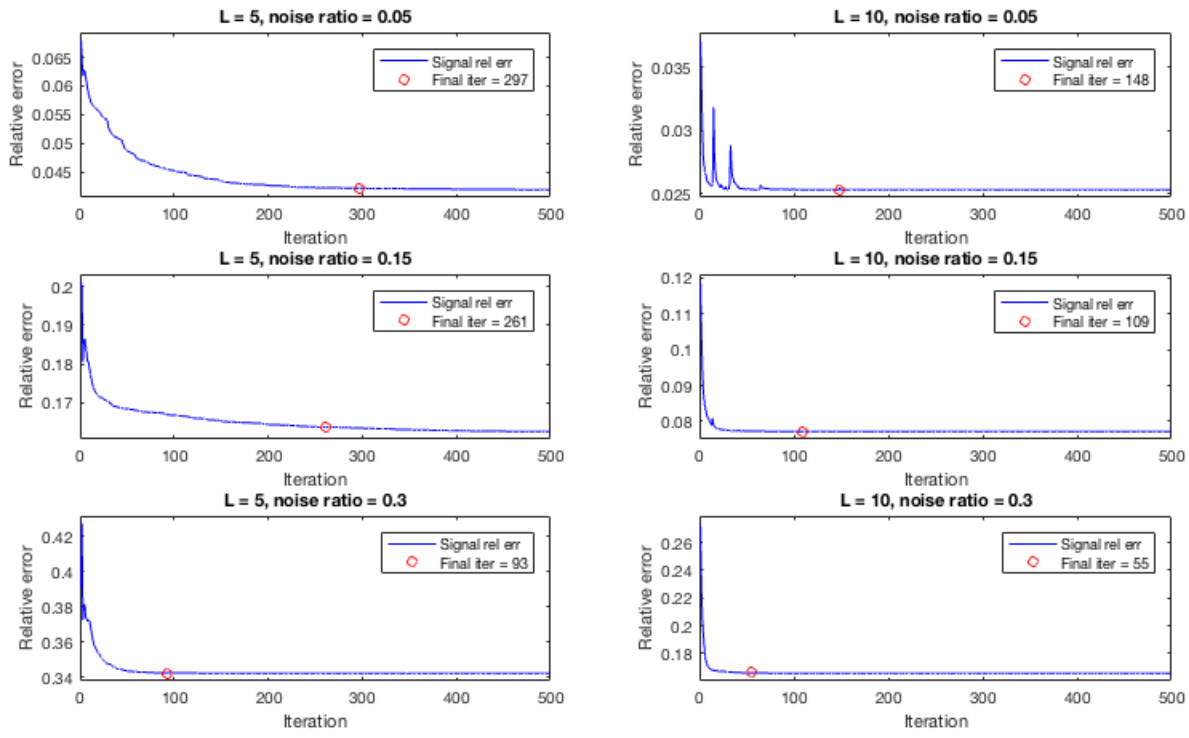 L = 5, noise ratio = 0.05
Relative error
0.065
0.06
0.055
0.05
0.045
Signal rel err
Final iter = 297
0 100 200 300 400 500
Iteration
L = 10, noise ratio = 0.05
Relative error
0.035
0.03
0.025
Signal rel err
Final iter = 148
0 100 200 300 400 500
Iteration
L = 5, noise ratio = 0.15
Relative error
0.2
0.19
0.18
0.17
Signal rel err
Final iter = 261
0 100 200 300 400 500
Iteration
L = 10, noise ratio = 0.15
Relative error
0.12
0.11
0.1
0.09
0.08
Signal rel err
Final iter = 109
0 100 200 300 400 500
Iteration
L = 5, noise ratio = 0.3
Relative error
0.42
0.4
0.38
0.36
0.34
Signal rel err
Final iter = 93
0 100 200 300 400 500
Iteration
L = 10, noise ratio = 0.3
Relative error
0.26
0.24
0.22
0.2
0.18
Signal rel err
Final iter = 55
0 100 200 300 400 500
Iteration